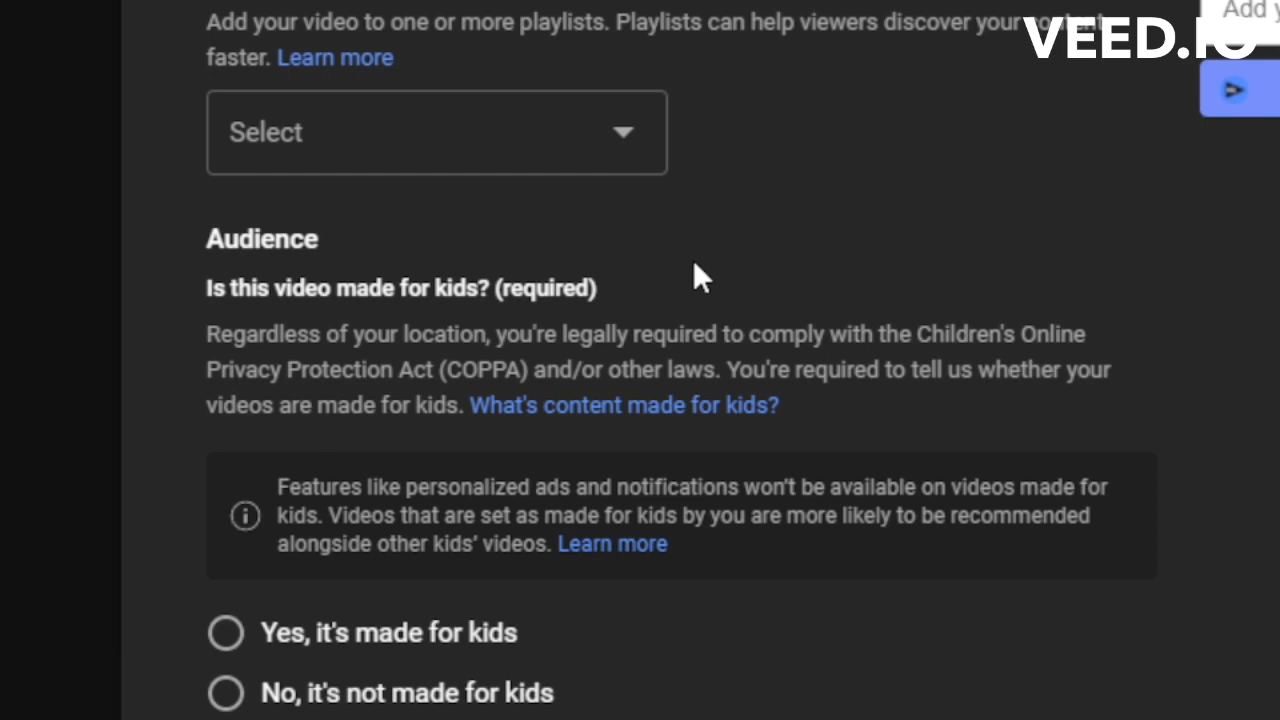 Add your video to one or more playlists. Playlists can help viewers discover your content
faster. Learn more
Add
VEED.IO
Select
Audience
Is this video made for kids? (required)
Regardless of your location, you're legally required to comply with the Children's Online
Privacy Protection Act (COPPA) and/or other laws. You're required to tell us whether your
videos are made for kids. What's content made for kids?
Features like personalized ads and notifications won't be available on videos made for
kids. Videos that are set as made for kids by you are more likely to be recommended
alongside other kids' videos. Learn more
Yes, it's made for kids
No, it's not made for kids